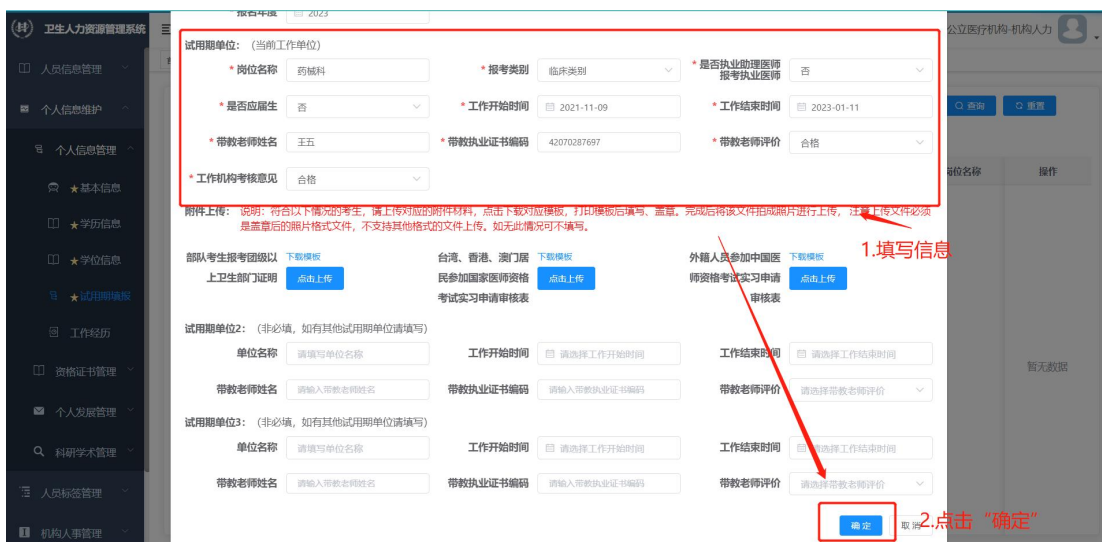 卫生人力资源管理系统
公立医疗机构-机构人力
人员信息管理
个人信息维护
个人信息管理
★基本信息
★学历信息
★学位信息
★试用期填报
工作经历
资格证书管理
个人发展管理
科研学术管理
人员标签管理
机构人事管理
* 报名年度 2023
试用期单位: (当前工作单位)
* 岗位名称 药械科 * 报考类别 临床类别 * 是否执业助理医师报考执业医师 否
* 是否应届生 否 * 工作开始时间 2021-11-09 * 工作结束时间 2023-01-11
* 带教老师姓名 王五 * 带教执业证书编码 42070287697 * 带教老师评价 合格
* 工作机构考核意见 合格
查询 重置
岗位名称 操作
暂无数据
附件上传: 说明:符合以下情况的考生,请上传对应的附件材料,点击下载对应模板,打印模板后填写、盖章。完成后将该文件拍成照片进行上传,注意上传文件必须
是盖章后的照片格式文件,不支持其他格式的文件上传。如无此情况可不填写。
1.填写信息
部队考生报考团级以 下载模板 台湾、香港、澳门居 下载模板 外籍人员参加中国医 下载模板
上卫生部门证明 点击上传 民参加国家医师资格 点击上传 师资格考试实习申请 点击上传
考试实习申请审核表 审核表
试用期单位2: (非必填,如有其他试用期单位请填写)
单位名称 请填写单位名称 工作开始时间 请选择工作开始时间 工作结束时间 请选择工作结束时间
带教老师姓名 请输入带教老师姓名 带教执业证书编码 请输入带教执业证书编码 带教老师评价 请选择带教老师评价
试用期单位3: (非必填,如有其他试用期单位请填写)
单位名称 请填写单位名称 工作开始时间 请选择工作开始时间 工作结束时间 请选择工作结束时间
带教老师姓名 请输入带教老师姓名 带教执业证书编码 请输入带教执业证书编码 带教老师评价 请选择带教老师评价
确 定 取消
2.点击“确定”